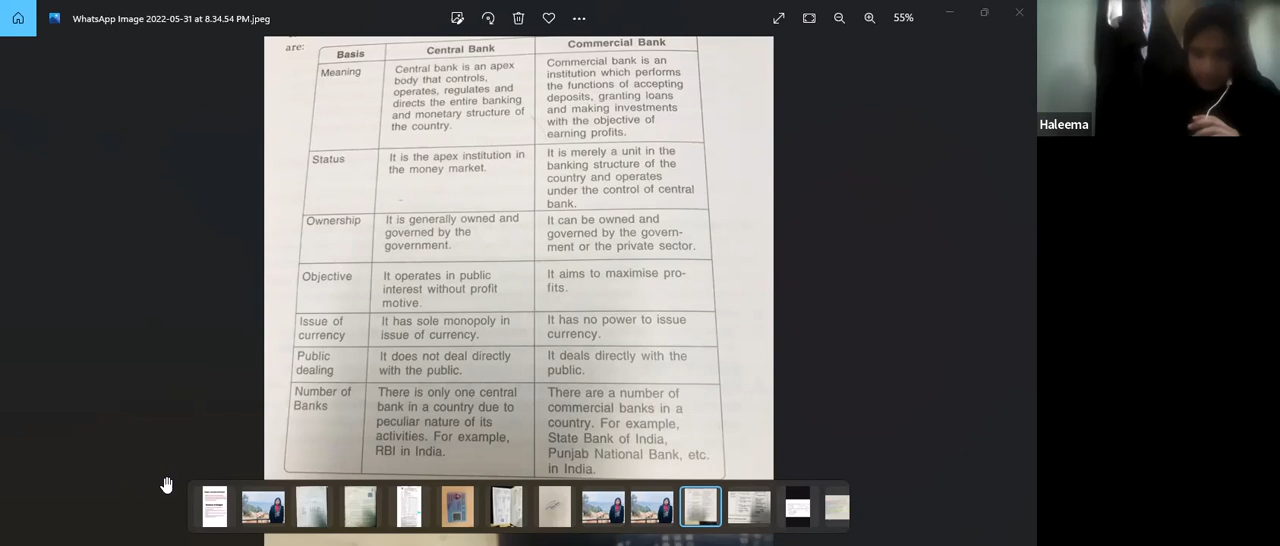 WhatsApp Image 2022-05-31 at 8.34.54 PM.jpeg
55%
Haleema
are:
Basis
Central Bank
Commercial Bank
Meaning
Central bank is an apex
body that controls,
operates, regulates and
directs the entire banking
and monetary structure of
the country.
Commercial bank is an
institution which performs
the functions of accepting
deposits, granting loans
and making investments
with the objective of
earning profits.
Status
It is the apex institution in
the money market.
It is merely a unit in the
banking structure of the
country and operates
under the control of central
bank.
Ownership
It is generally owned and
governed by the
government.
It can be owned and
governed by the govern-
ment or the private sector.
Objective
It operates in public
interest without profit
motive.
It aims to maximise pro-
fits.
Issue of
currency
It has sole monopoly in
issue of currency.
It has no power to issue
currency.
Public
dealing
It does not deal directly
with the public.
It deals directly with the
public.
Number of
Banks
There is only one central
bank in a country due to
peculiar nature of its
activities. For example,
RBI in India.
There are a number of
commercial banks in a
country. For example,
State Bank of India,
Punjab National Bank, etc.
in India.